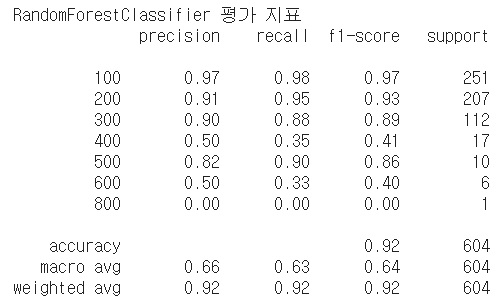 RandomForestClassifier 평가 지표
precision recall f1-score support
100 0.97 0.98 0.97 251
200 0.91 0.95 0.93 207
300 0.90 0.88 0.89 112
400 0.50 0.35 0.41 17
500 0.82 0.90 0.86 10
600 0.50 0.33 0.40 6
800 0.00 0.00 0.00 1
accuracy 0.92 604
macro avg 0.66 0.63 0.64 604
weighted avg 0.92 0.92 0.92 604